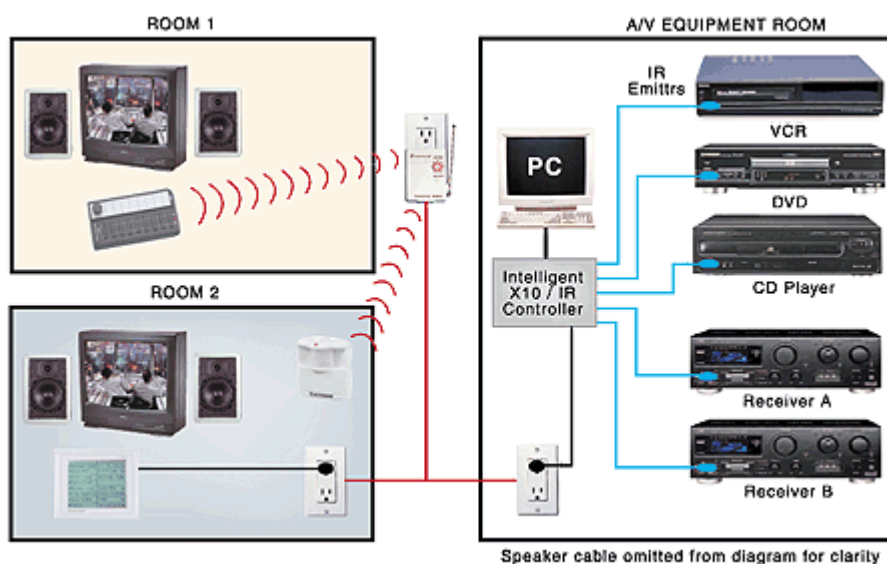 ROOM 1
A/V EQUIPMENT ROOM
IR
Emittrs
VCR
PC
DVD
Intelligent
X10 / IR
Controller
CD Player
ROOM 2
Receiver A
Receiver B
Speaker cable omitted from diagram for clarity